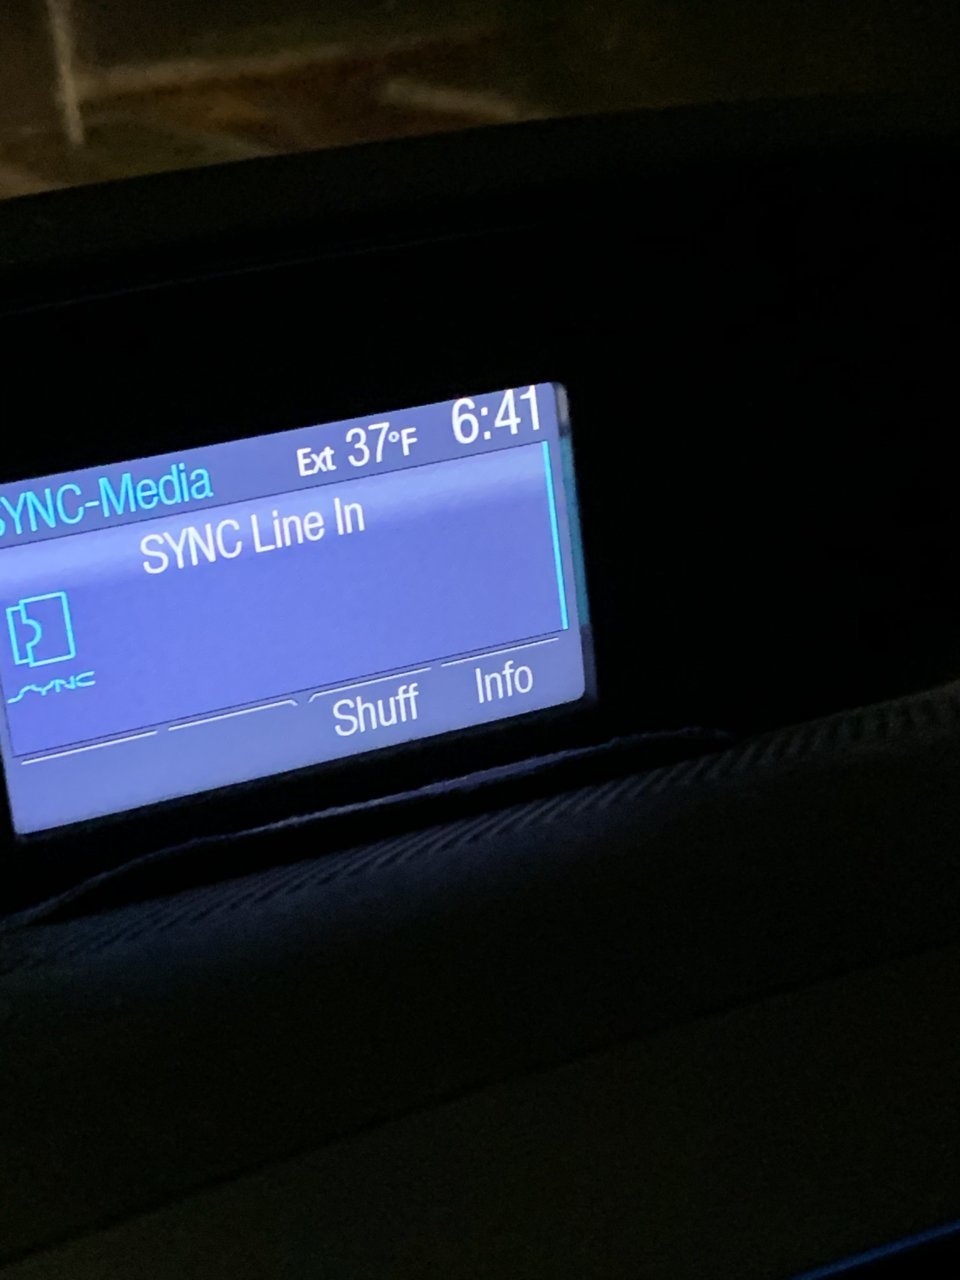 SYNC-Media Ext 37°F 6:41
SYNC Line In
SYNC
Shuff Info